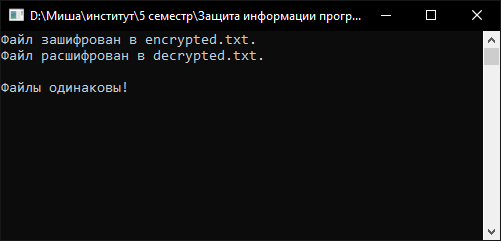 D:\Миша\институт\5 семестр\Защита информации прогр...
Файл зашифрован в encrypted.txt.
Файл расшифрован в decrypted.txt.
Файлы одинаковы!